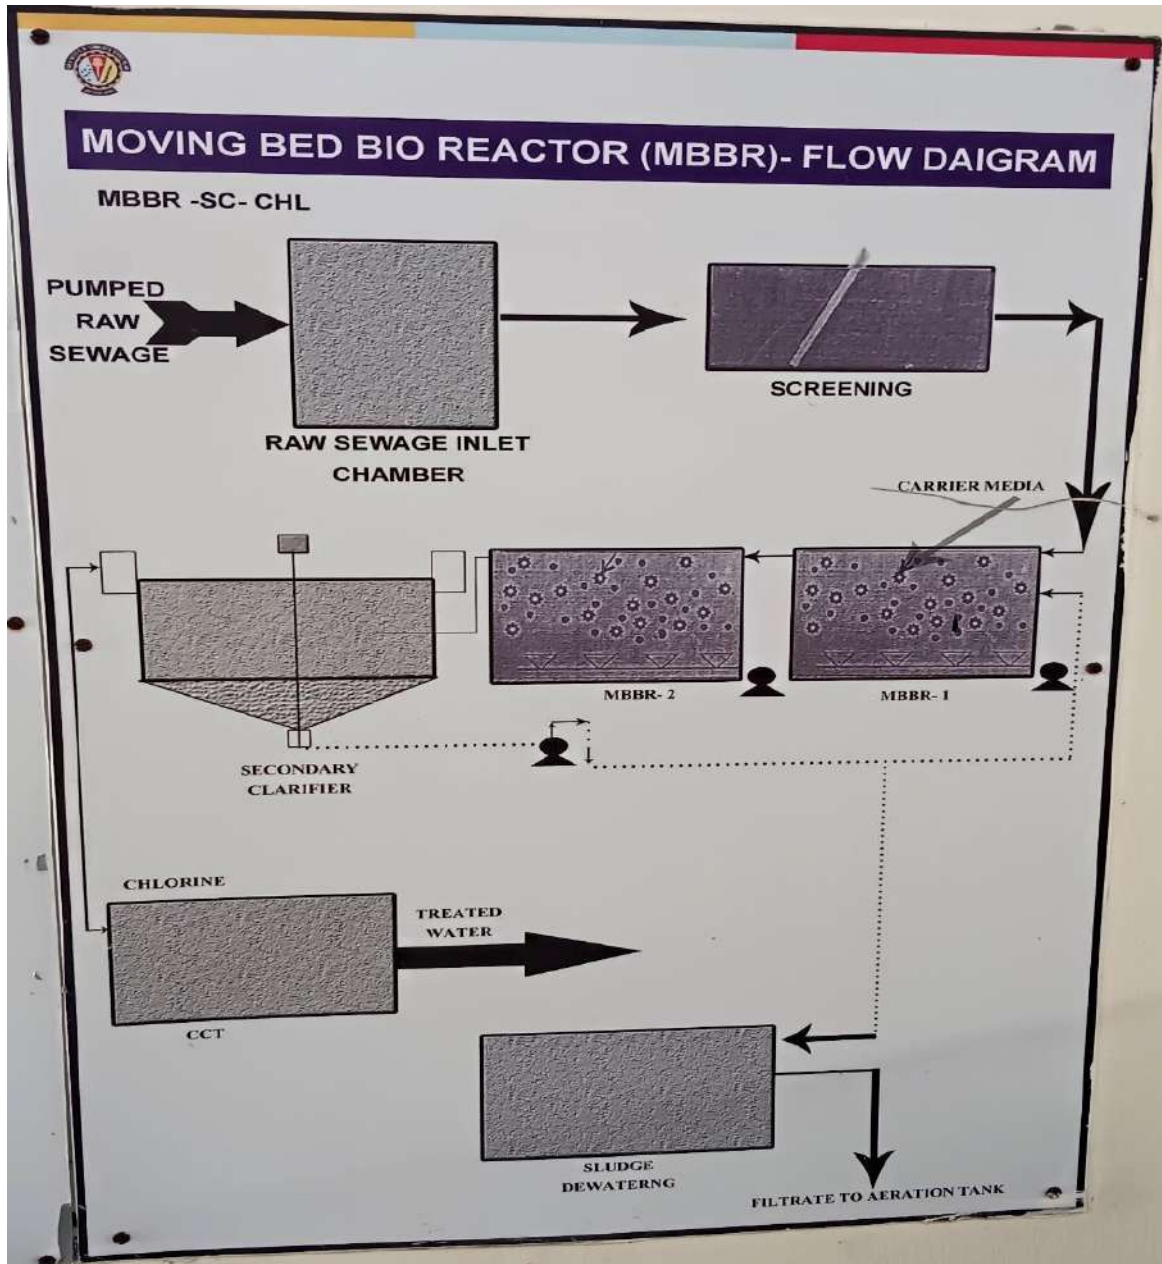 MOVING BED BIO REACTOR (MBBR)- FLOW DAIGRAM
MBBR -SC- CHL
PUMPED
RAW
SEWAGE
RAW SEWAGE INLET
CHAMBER
SCREENING
CARRIER MEDIA
MBBR- 2
MBBR- 1
SECONDARY
CLARIFIER
CHLORINE
TREATED
WATER
CCT
SLUDGE
DEWATERNG
FILTRATE TO AERATION TANK